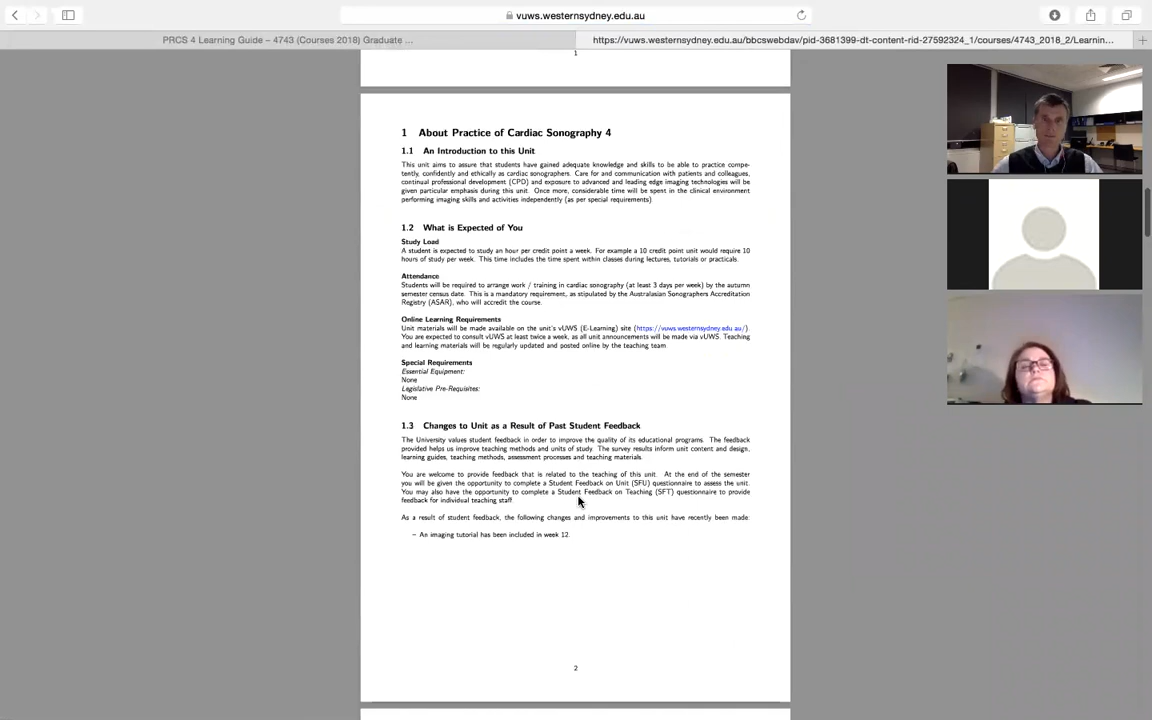 vuws.westernsydney.edu.au
PRCS 4 Learning Guide – 4743 (Courses 2018) Graduate ...
https://vuws.westernsydney.edu.au/bbcswebdav/pid-3681399-dt-content-rid-27592324_1/courses/4743_2018_2/Learnin...
1
1 About Practice of Cardiac Sonography 4
1.1 An Introduction to this Unit
This unit aims to assure that students have gained adequate knowledge and skills to be able to practice compe-
tently, confidently and ethically as cardiac sonographers. Care for and communication with patients and colleagues,
continual professional development (CPD) and exposure to advanced and leading edge imaging technologies will be
given particular emphasis during this unit. Once more, considerable time will be spent in the clinical environment
performing imaging skills and activities independently (as per special requirements)
1.2 What is Expected of You
Study Load
A student is expected to study an hour per credit point a week. For example a 10 credit point unit would require 10
hours of study per week. This time includes the time spent within classes during lectures, tutorials or practicals.
Attendance
Students will be required to arrange work / training in cardiac sonography (at least 3 days per week) by the autumn
semester census date. This is a mandatory requirement, as stipulated by the Australasian Sonographers Accreditation
Registry (ASAR), who will accredit the course.
Online Learning Requirements
Unit materials will be made available on the unit's vUWS (E-Learning) site (https://vuws.westernsydney.edu.au/).
You are expected to consult vUWS at least twice a week, as all unit announcements will be made via vUWS. Teaching
and learning materials will be regularly updated and posted online by the teaching team
Special Requirements
Essential Equipment:
None
Legislative Pre-Requisites:
None
1.3 Changes to Unit as a Result of Past Student Feedback
The University values student feedback in order to improve the quality of its educational programs. The feedback
provided helps us improve teaching methods and units of study. The survey results inform unit content and design,
learning guides, teaching methods, assessment processes and teaching materials.
You are welcome to provide feedback that is related to the teaching of this unit. At the end of the semester
you will be given the opportunity to complete a Student Feedback on Unit (SFU) questionnaire to assess the unit.
You may also have the opportunity to complete a Student Feedback on Teaching (SFT) questionnaire to provide
feedback for individual teaching staff.
As a result of student feedback, the following changes and improvements to this unit have recently been made:
– An imaging tutorial has been included in week 12.
2